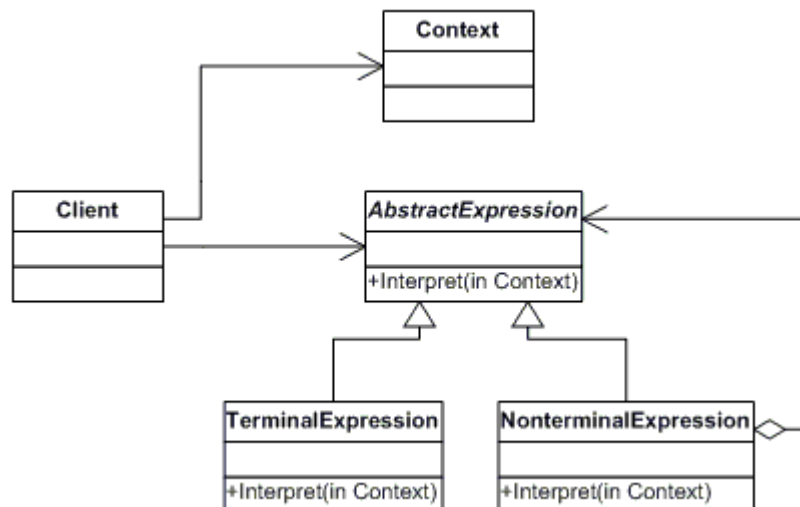 Context
Client
AbstractExpression
+Interpret(in Context)
TerminalExpression
NonterminalExpression
+Interpret(in Context)
+Interpret(in Context)